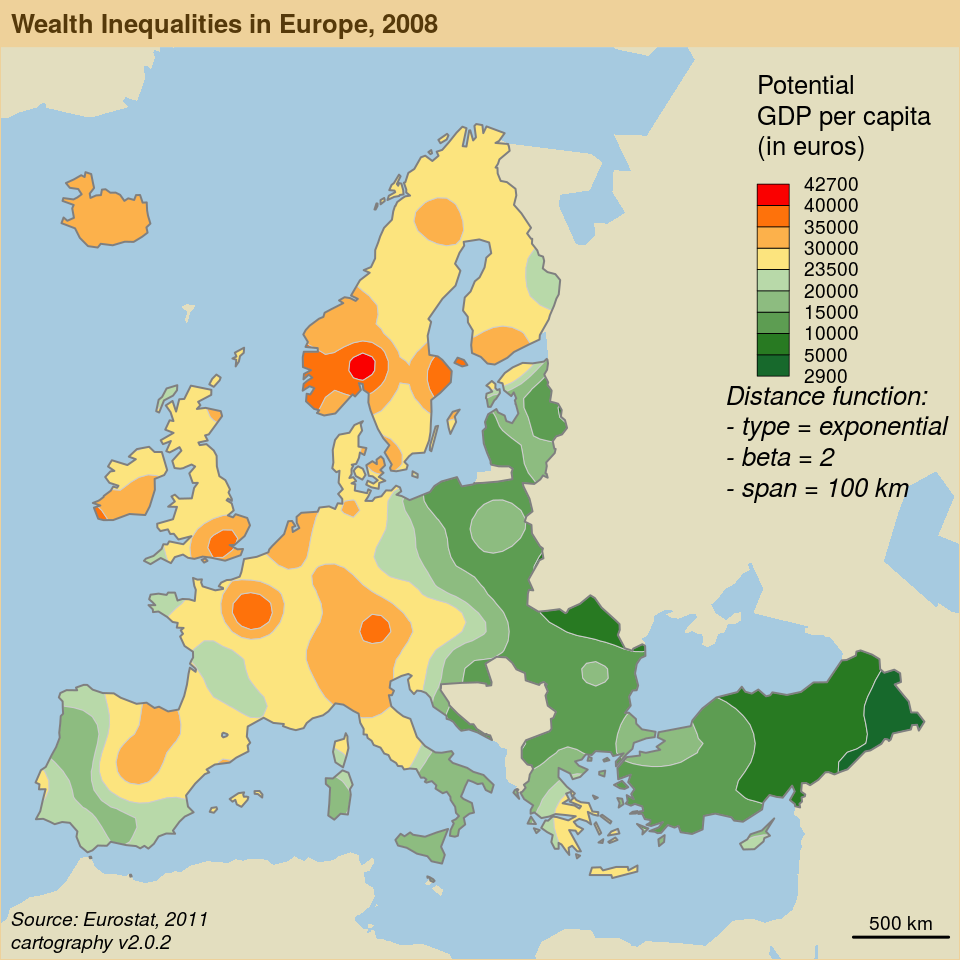 Wealth Inequalities in Europe, 2008
Potential
GDP per capita
(in euros)
42700
40000
35000
30000
23500
20000
15000
10000
5000
2900
Distance function:
- type = exponential
- beta = 2
- span = 100 km
Source: Eurostat, 2011
cartography v2.0.2
500 km